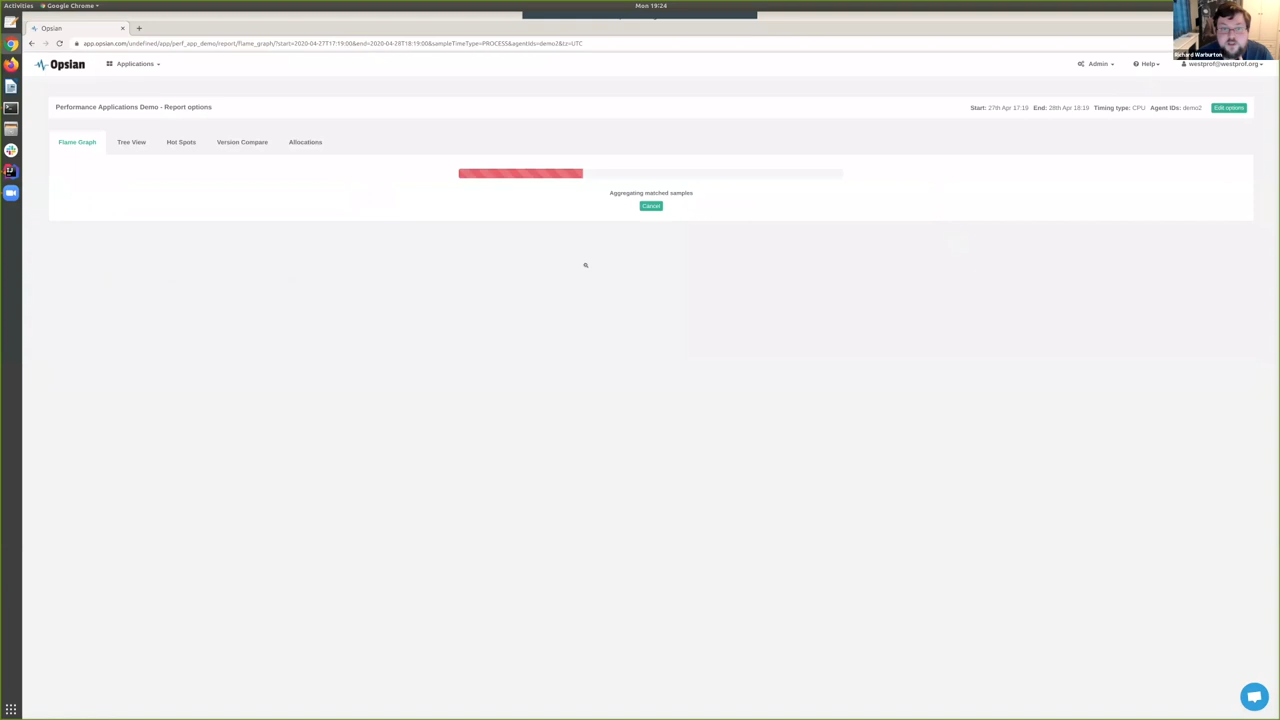 Activities
Google Chrome
Mon 19:24
Opsian
app.opsian.com/undefined/app/perf_app_demo/report/flame_graph/?start=2020-04-27T17:19:00&end=2020-04-28T18:19:00&sampleTimeType=PROCESS&agentIds=demo2&tz=UTC
Richard Warburton
Opsian
Applications
Admin
Help
westprof@westprof.org
Performance Applications Demo - Report options
Start: 27th Apr 17:19 End: 28th Apr 18:19 Timing type: CPU Agent IDs: demo2
Edit options
Flame Graph
Tree View
Hot Spots
Version Compare
Allocations
Aggregating matched samples
Cancel